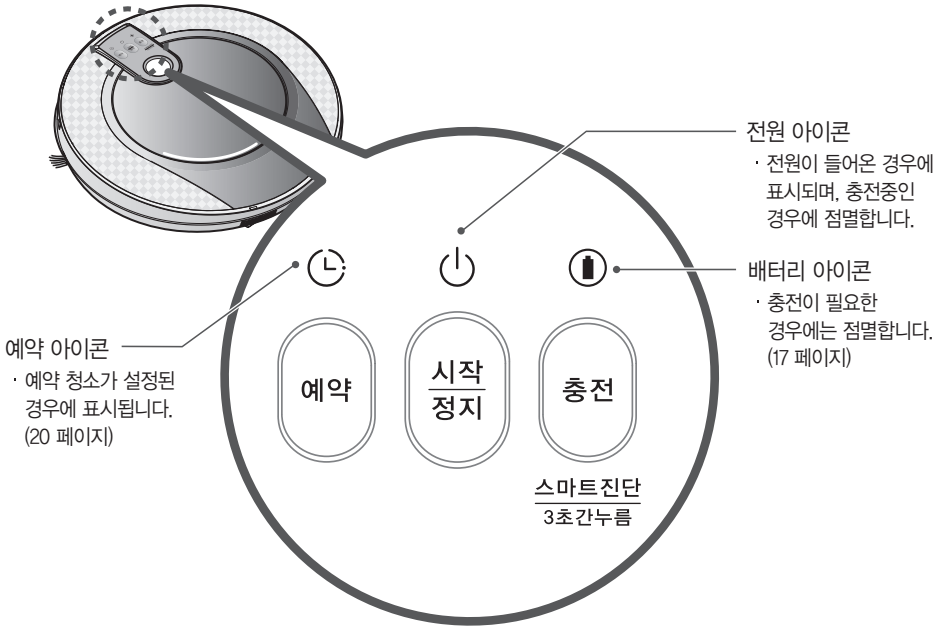 전원 아이콘
· 전원이 들어온 경우에
표시되며, 충전중인
경우에 점멸합니다.
배터리 아이콘
· 충전이 필요한
경우에는 점멸합니다.
(17 페이지)
예약 아이콘
· 예약 청소가 설정된
경우에 표시됩니다.
(20 페이지)
예약
시작
정지
충전
스마트진단
3초간누름